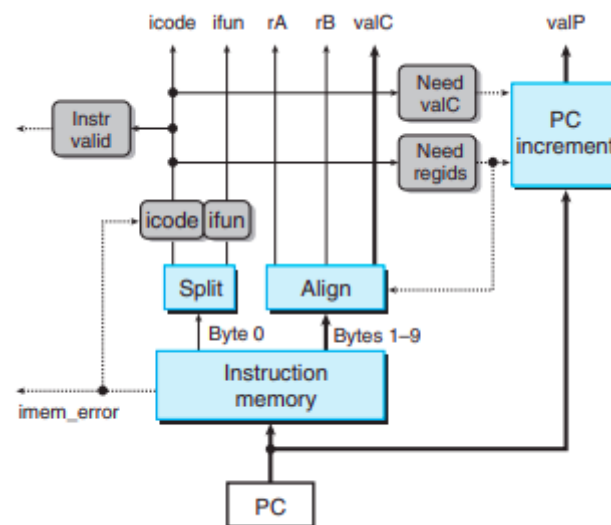 icode ifun rA rB valC valP
Need
valC
Instr
valid
PC
increment
Need
regids
icode ifun
Split Align
Byte 0 Bytes 1–9
Instruction
memory
imem_error
PC